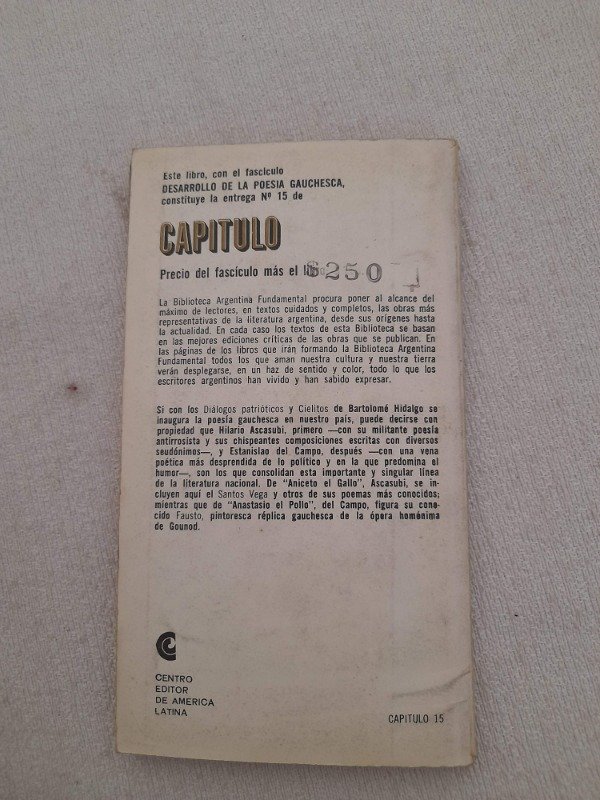 Este libro, con el fascículo
DESARROLLO DE LA POESIA GAUCHESCA,
constituye la entrega Nº 15 de
CAPITULO
Precio del fascículo más el $250
La Biblioteca Argentina Fundamental procura poner al alcance del
máximo de lectores, en textos cuidados y completos, las obras más
representativas de la literatura argentina, desde sus orígenes hasta
la actualidad. En cada caso los textos de esta Biblioteca se basan
en las mejores ediciones críticas de las obras que se publican. En
las páginas de los libros que irán formando la Biblioteca Argentina
Fundamental todos los que aman nuestra cultura y nuestra tierra
verán desplegarse, en un haz de sentido y color, todo lo que los
escritores argentinos han vivido y han sabido expresar.
Si con los Diálogos patrióticos y Cielitos de Bartolomé Hidalgo se
inaugura la poesía gauchesca en nuestro país, puede decirse con
propiedad que Hilario Ascasubi, primero —con su militante poesía
antirrosista y sus chispeantes composiciones escritas con diversos
seudónimos—, y Estanislao del Campo, después —con una vena
poética más desprendida de lo político y en la que predomina el
humor—, son los que consolidan esta importante y singular línea
de la literatura nacional. De "Aniceto el Gallo", Ascasubi, se in-
cluyen aquí el Santos Vega y otros de sus poemas más conocidos;
mientras que de "Anastasio el Pollo", del Campo, figura su cono-
cido Fausto, pintoresca réplica gauchesca de la ópera homónima
de Gounod.
CENTRO
EDITOR
DE AMERICA
LATINA
CAPITULO 15